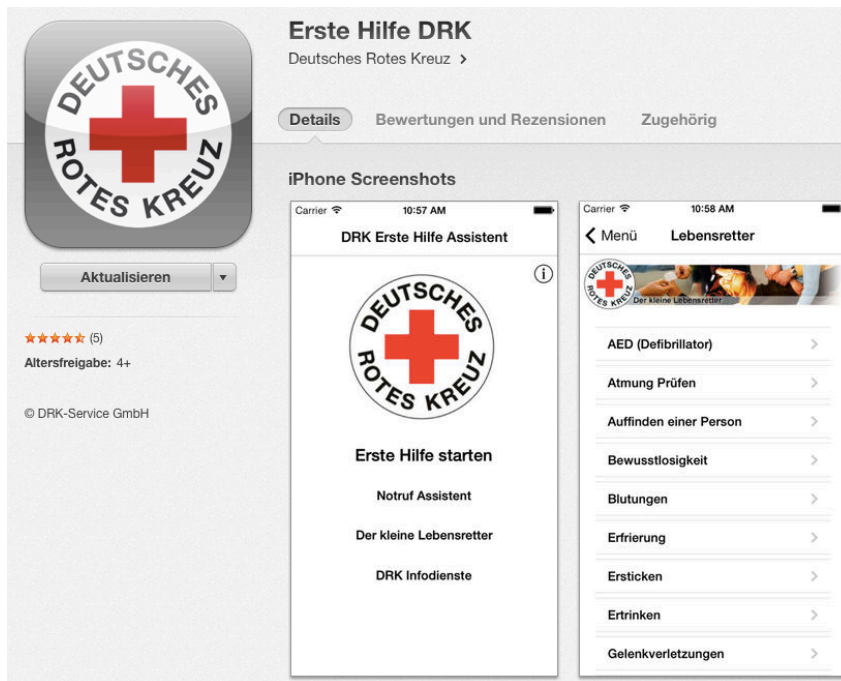 Erste Hilfe DRK
Deutsches Rotes Kreuz >
DEUTSCHES
ROTES KREUZ
Details Bewertungen und Rezensionen Zugehörig
Aktualisieren
(5)
Altersfreigabe: 4+
© DRK-Service GmbH
iPhone Screenshots
Carrier 10:57 AM
DRK Erste Hilfe Assistent
DEUTSCHES
ROTES KREUZ
Erste Hilfe starten
Notruf Assistent
Der kleine Lebensretter
DRK Infodienste
Carrier 10:58 AM
Menü Lebensretter
DEUTSCHES
ROTES KREUZ
Der kleine Lebensretter
AED (Defibrillator)
Atmung Prüfen
Auffinden einer Person
Bewusstlosigkeit
Blutungen
Erfrierung
Ersticken
Ertrinken
Gelenkverletzungen